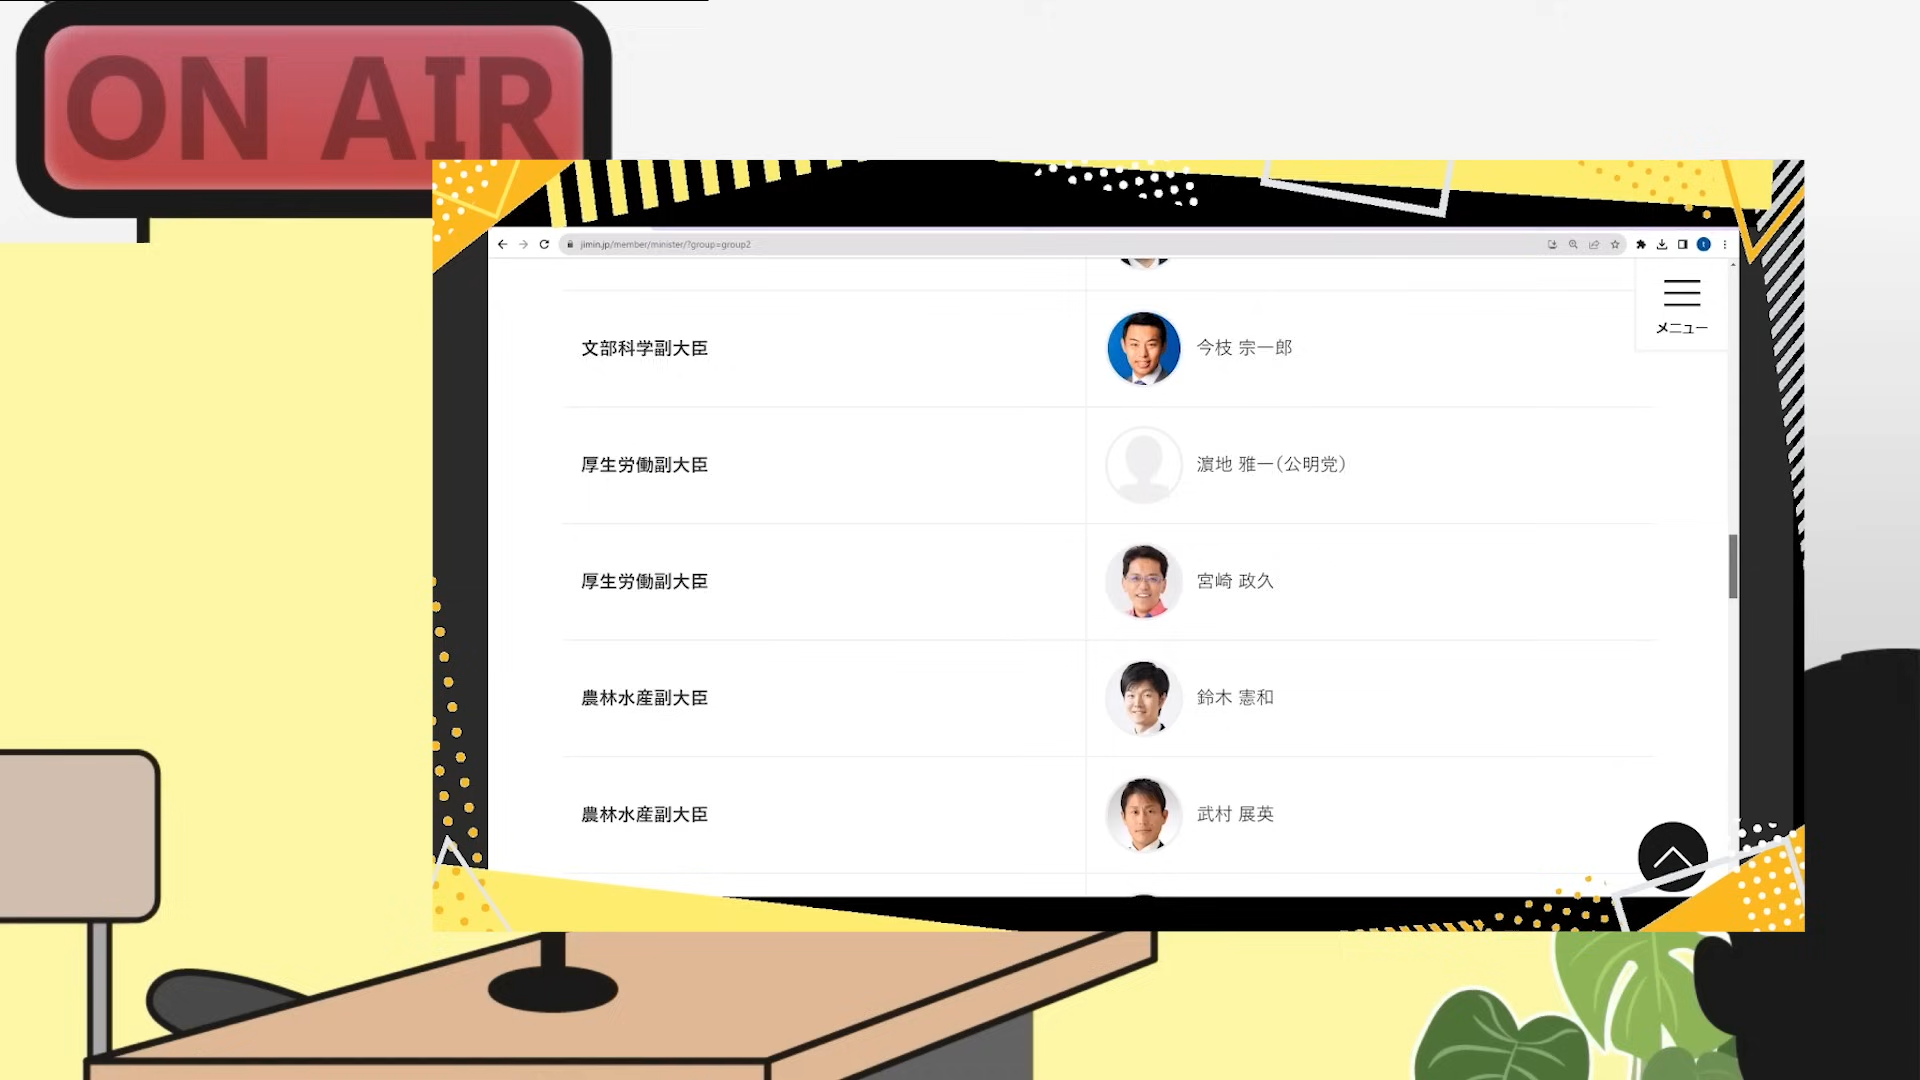 ON AIR
jimin.jp/member/minister/?group=group2
メニュー
文部科学副大臣 今枝 宗一郎
厚生労働副大臣 濵地 雅一(公明党)
厚生労働副大臣 宮崎 政久
農林水産副大臣 鈴木 憲和
農林水産副大臣 武村 展英